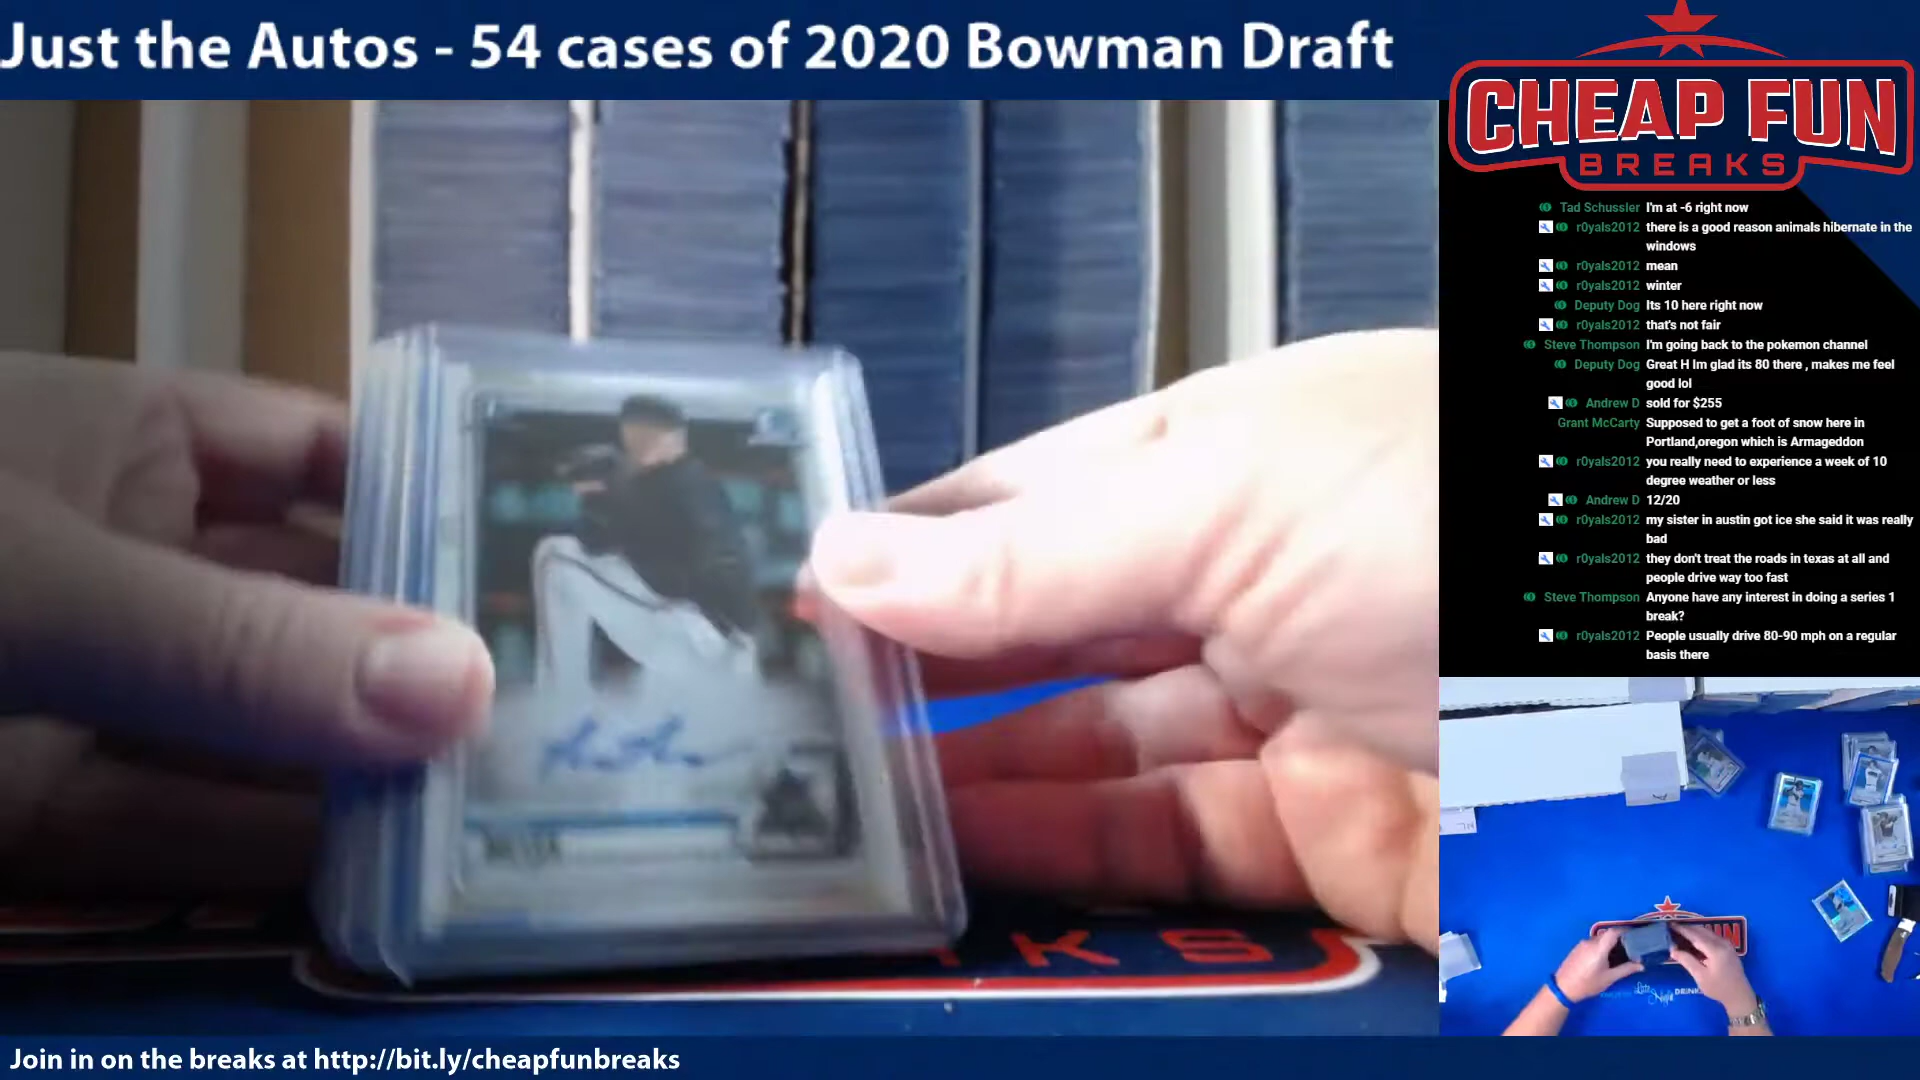 Just the Autos - 54 cases of 2020 Bowman Draft
CHEAP FUN
BREAKS
Tad Schussler I'm at -6 right now
r0yals2012 there is a good reason animals hibernate in the
windows
r0yals2012 mean
r0yals2012 winter
Deputy Dog Its 10 here right now
r0yals2012 that's not fair
Steve Thompson I'm going back to the pokemon channel
Deputy Dog Great H Im glad its 80 there , makes me feel
good lol
Andrew D sold for $255
Grant McCarty Supposed to get a foot of snow here in
Portland,oregon which is Armageddon
r0yals2012 you really need to experience a week of 10
degree weather or less
Andrew D 12/20
r0yals2012 my sister in austin got ice she said it was really
bad
r0yals2012 they don't treat the roads in texas at all and
people drive way too fast
Steve Thompson Anyone have any interest in doing a series 1
break?
r0yals2012 People usually drive 80-90 mph on a regular
basis there
KS
Join in on the breaks at http://bit.ly/cheapfunbreaks